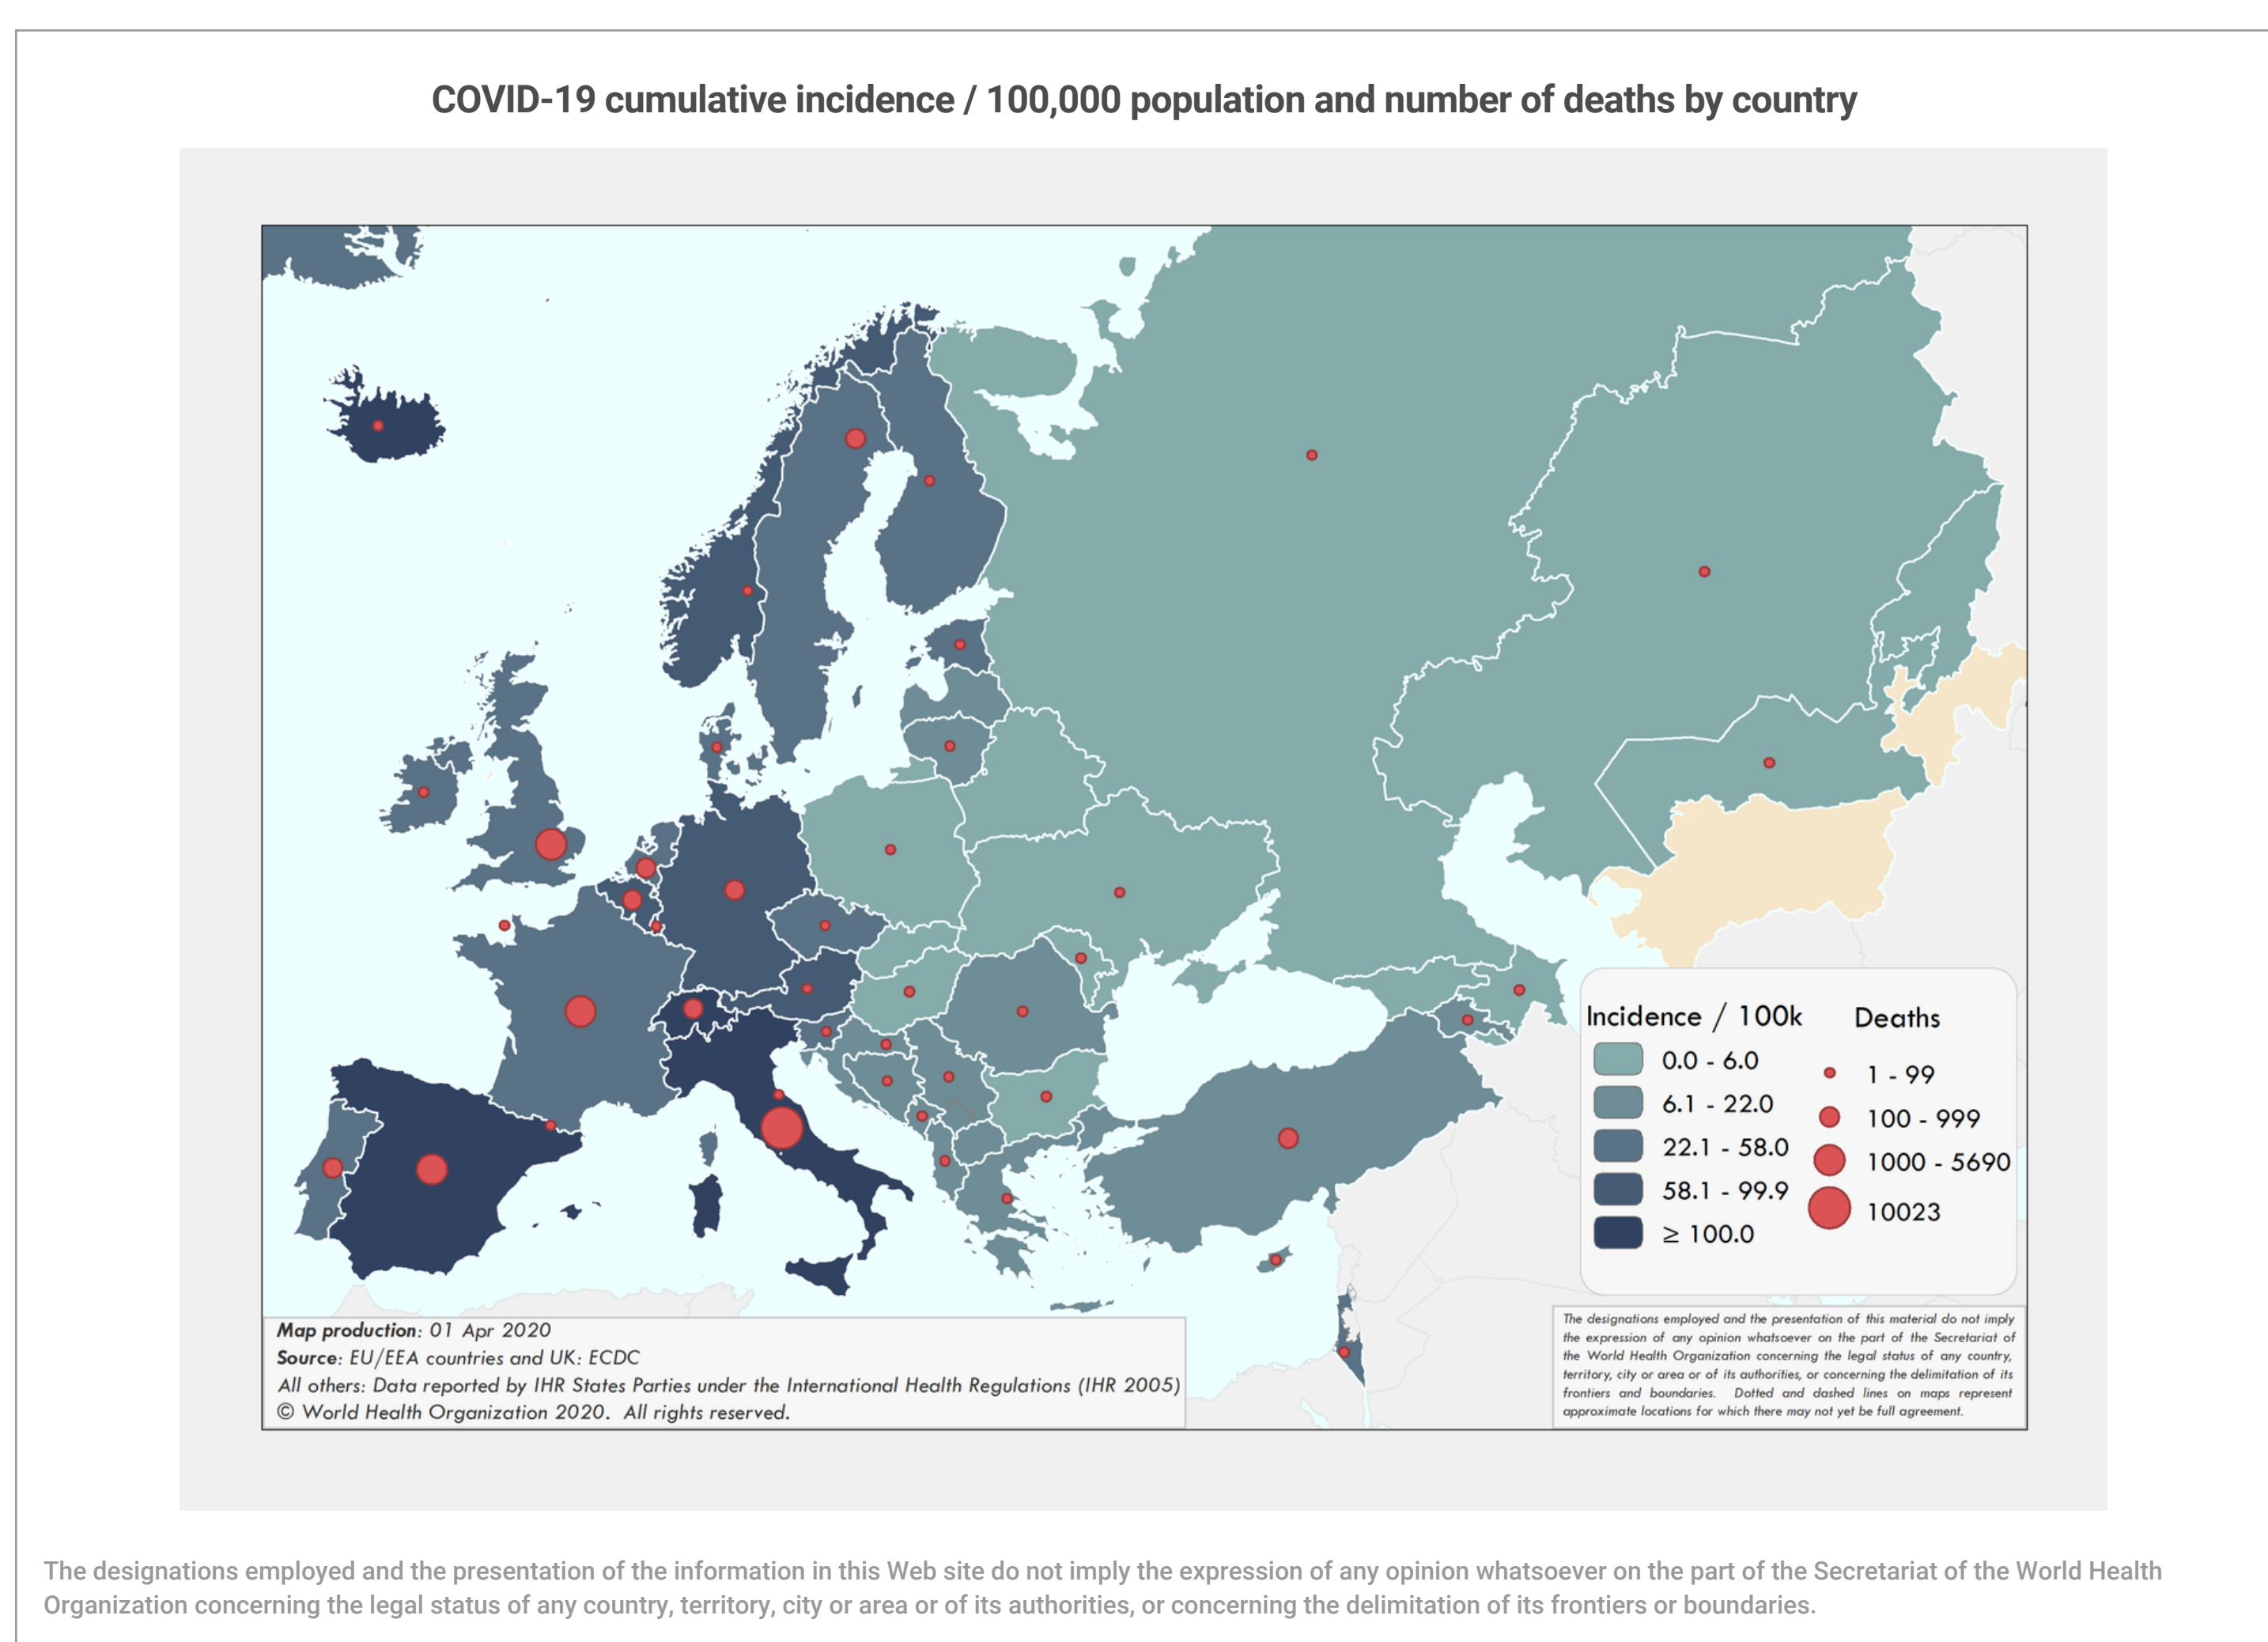 COVID-19 cumulative incidence / 100,000 population and number of deaths by country
Incidence / 100k
0.0 - 6.0
6.1 - 22.0
22.1 - 58.0
58.1 - 99.9
≥ 100.0
Deaths
1 - 99
100 - 999
1000 - 5690
10023
Map production: 01 Apr 2020
Source: EU/EEA countries and UK: ECDC
All others: Data reported by IHR States Parties under the International Health Regulations (IHR 2005)
© World Health Organization 2020. All rights reserved.
The designations employed and the presentation of this material do not imply
the expression of any opinion whatsoever on the part of the Secretariat of
the World Health Organization concerning the legal status of any country,
territory, city or area or of its authorities, or concerning the delimitation of its
frontiers and boundaries. Dotted and dashed lines on maps represent
approximate locations for which there may not yet be full agreement.
The designations employed and the presentation of the information in this Web site do not imply the expression of any opinion whatsoever on the part of the Secretariat of the World Health
Organization concerning the legal status of any country, territory, city or area or of its authorities, or concerning the delimitation of its frontiers or boundaries.